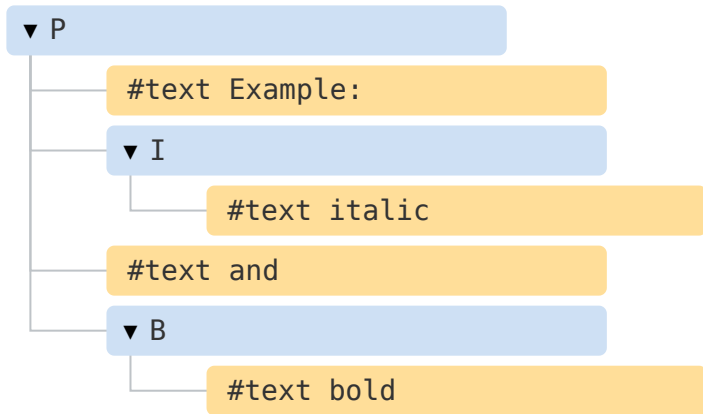 ▾ P
#text Example:
▾ I
#text italic
#text and
▾ B
#text bold